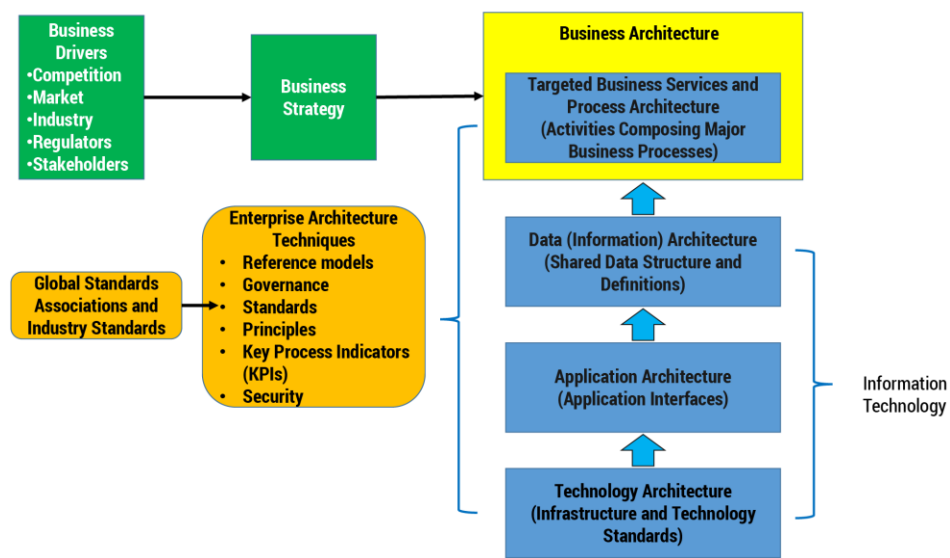 Business
Drivers
•Competition
•Market
•Industry
•Regulators
•Stakeholders
Business
Strategy
Business Architecture
Targeted Business Services and
Process Architecture
(Activities Composing Major
Business Processes)
Enterprise Architecture
Techniques
• Reference models
• Governance
• Standards
• Principles
• Key Process Indicators
(KPIs)
• Security
Global Standards
Associations and
Industry Standards
Data (Information) Architecture
(Shared Data Structure and
Definitions)
Application Architecture
(Application Interfaces)
Technology Architecture
(Infrastructure and Technology
Standards)
Information
Technology